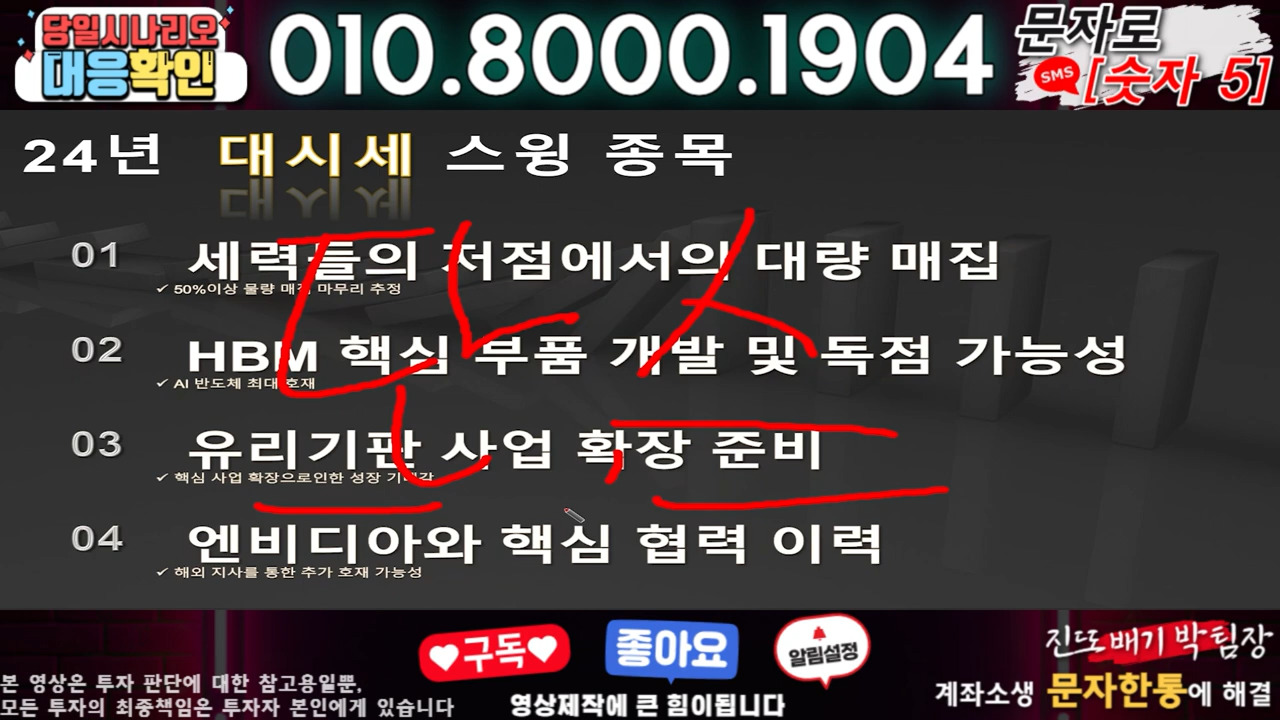 당일시나리오
대응확인
010.8000.1904
문자로
SMS [숫자 5]
24년 대시세 스윙 종목
01 세력들의 저점에서의 대량 매집
✓ 50%이상 물량 매집 마무리 추정
02 HBM 핵심 부품 개발 및 독점 가능성
✓ AI 반도체 최대 호재
03 유리기판 사업 확장 준비
✓ 핵심 사업 확장으로인한 성장 기대감
04 엔비디아와 핵심 협력 이력
✓ 해외 지사를 통한 추가 호재 가능성
구독
좋아요
알림설정
영상제작에 큰 힘이됩니다
본 영상은 투자 판단에 대한 참고용일뿐,
모든 투자의 최종책임은 투자자 본인에게 있습니다
진또배기 박팀장
계좌소생 문자한통에 해결